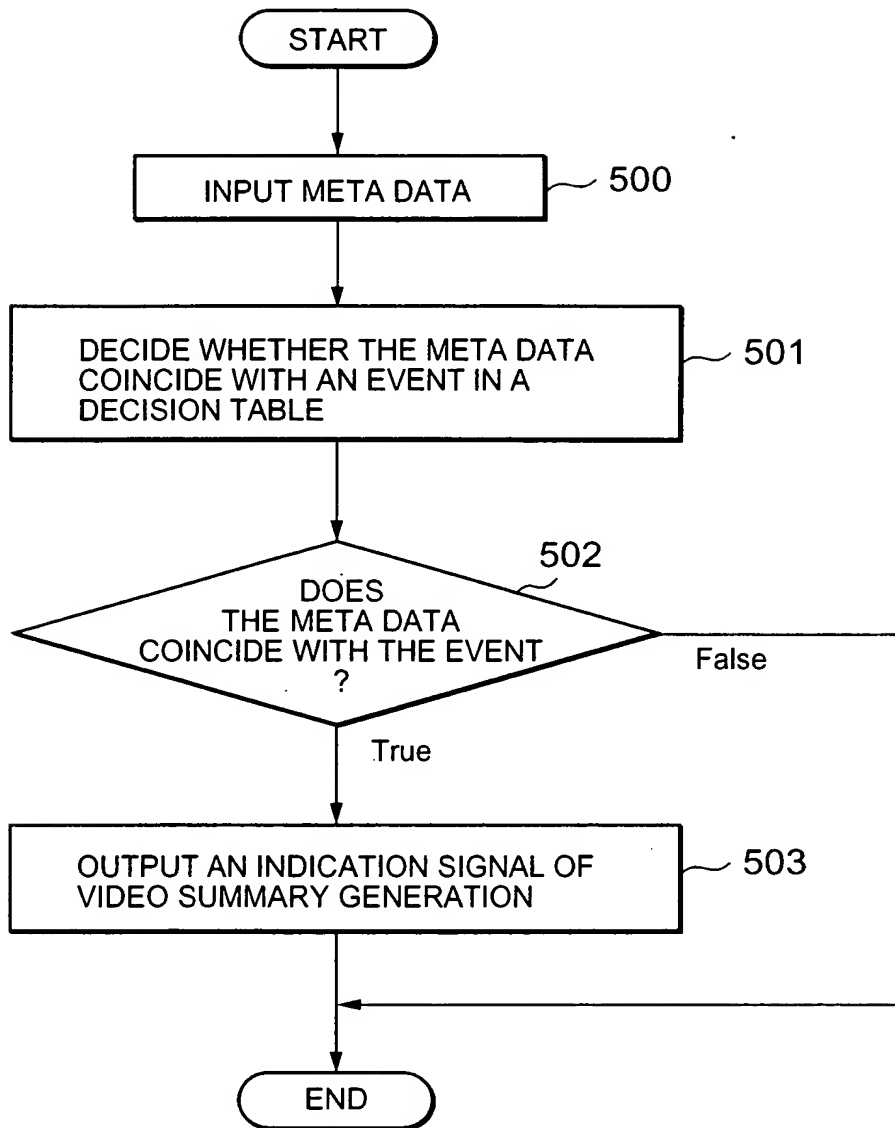 START
INPUT META DATA
500
DECIDE WHETHER THE META DATA
COINCIDE WITH AN EVENT IN A
DECISION TABLE
501
502
DOES
THE META DATA
COINCIDE WITH THE EVENT
?
False
True
OUTPUT AN INDICATION SIGNAL OF
VIDEO SUMMARY GENERATION
503
END